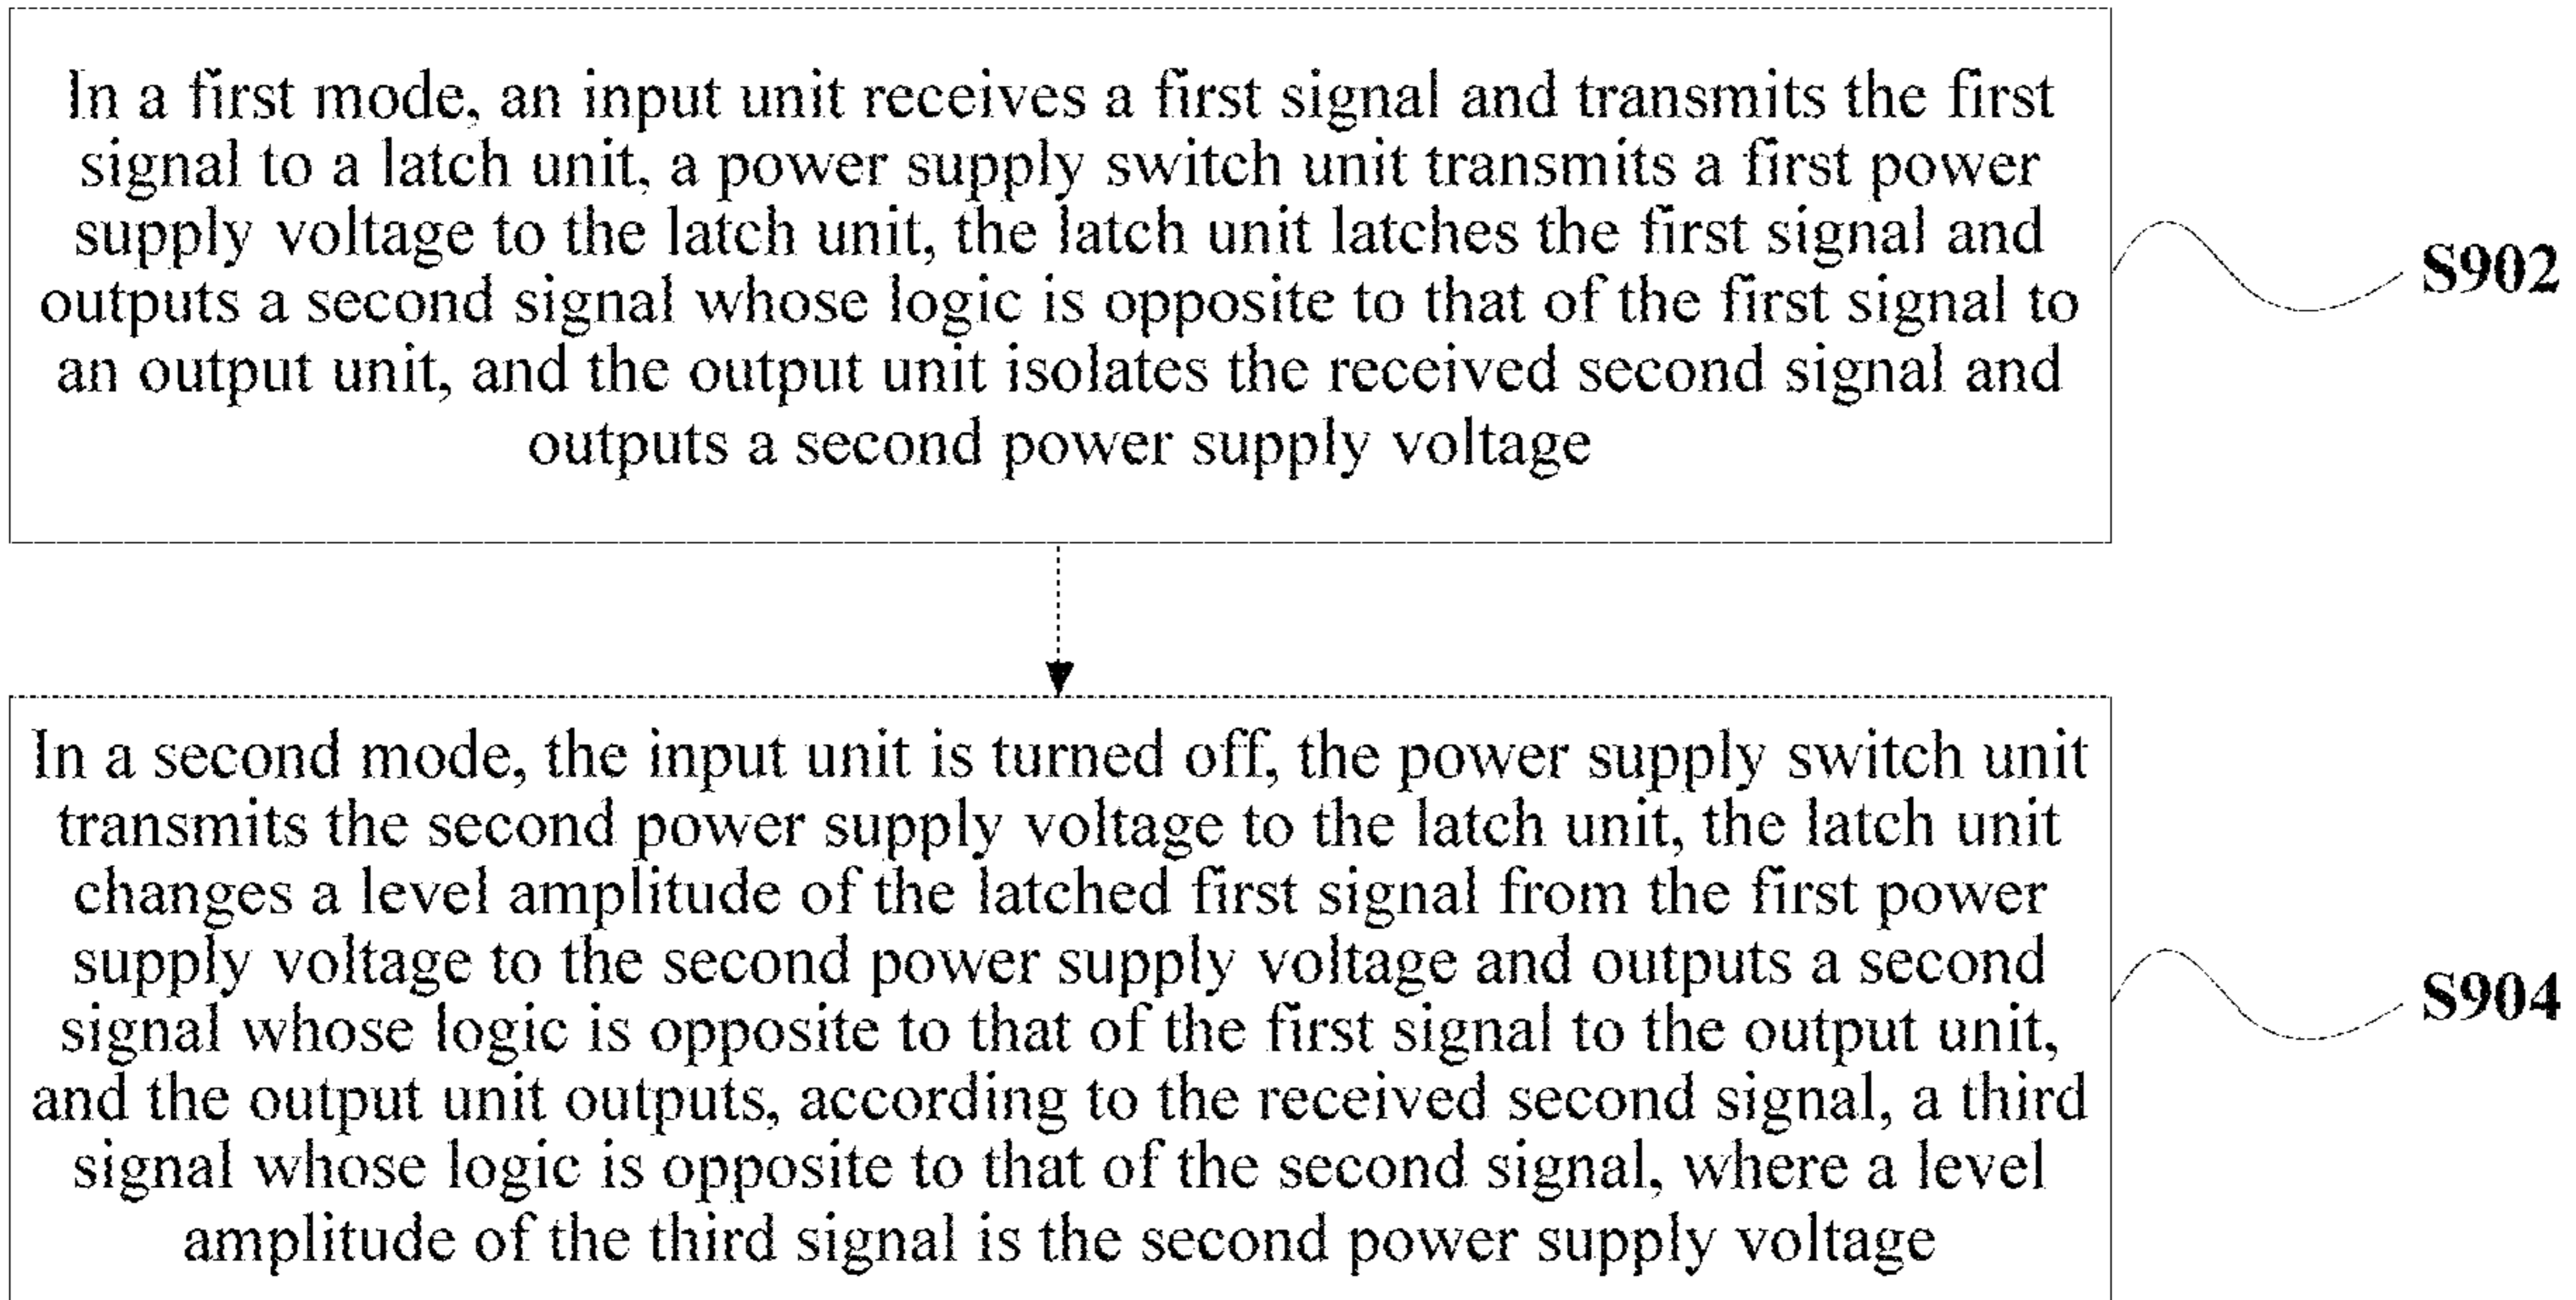 In a first mode, an input unit receives a first signal and transmits the first
signal to a latch unit, a power supply switch unit transmits a first power
supply voltage to the latch unit, the latch unit latches the first signal and
outputs a second signal whose logic is opposite to that of the first signal to
an output unit, and the output unit isolates the received second signal and
outputs a second power supply voltage
S902
In a second mode, the input unit is turned off, the power supply switch unit
transmits the second power supply voltage to the latch unit, the latch unit
changes a level amplitude of the latched first signal from the first power
supply voltage to the second power supply voltage and outputs a second
signal whose logic is opposite to that of the first signal to the output unit,
and the output unit outputs, according to the received second signal, a third
signal whose logic is opposite to that of the second signal, where a level
amplitude of the third signal is the second power supply voltage
S904